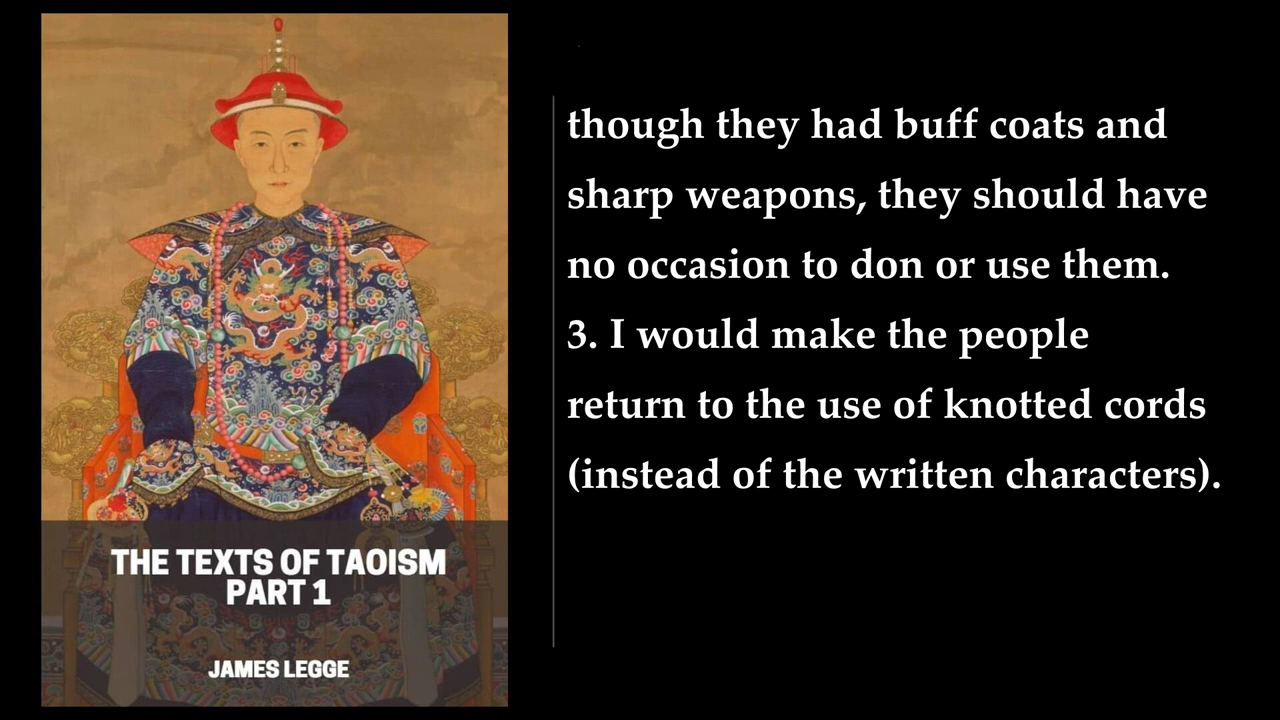 though they had buff coats and
sharp weapons, they should have
no occasion to don or use them.
3. I would make the people
return to the use of knotted cords
(instead of the written characters).
THE TEXTS OF TAOISM
PART 1
JAMES LEGGE